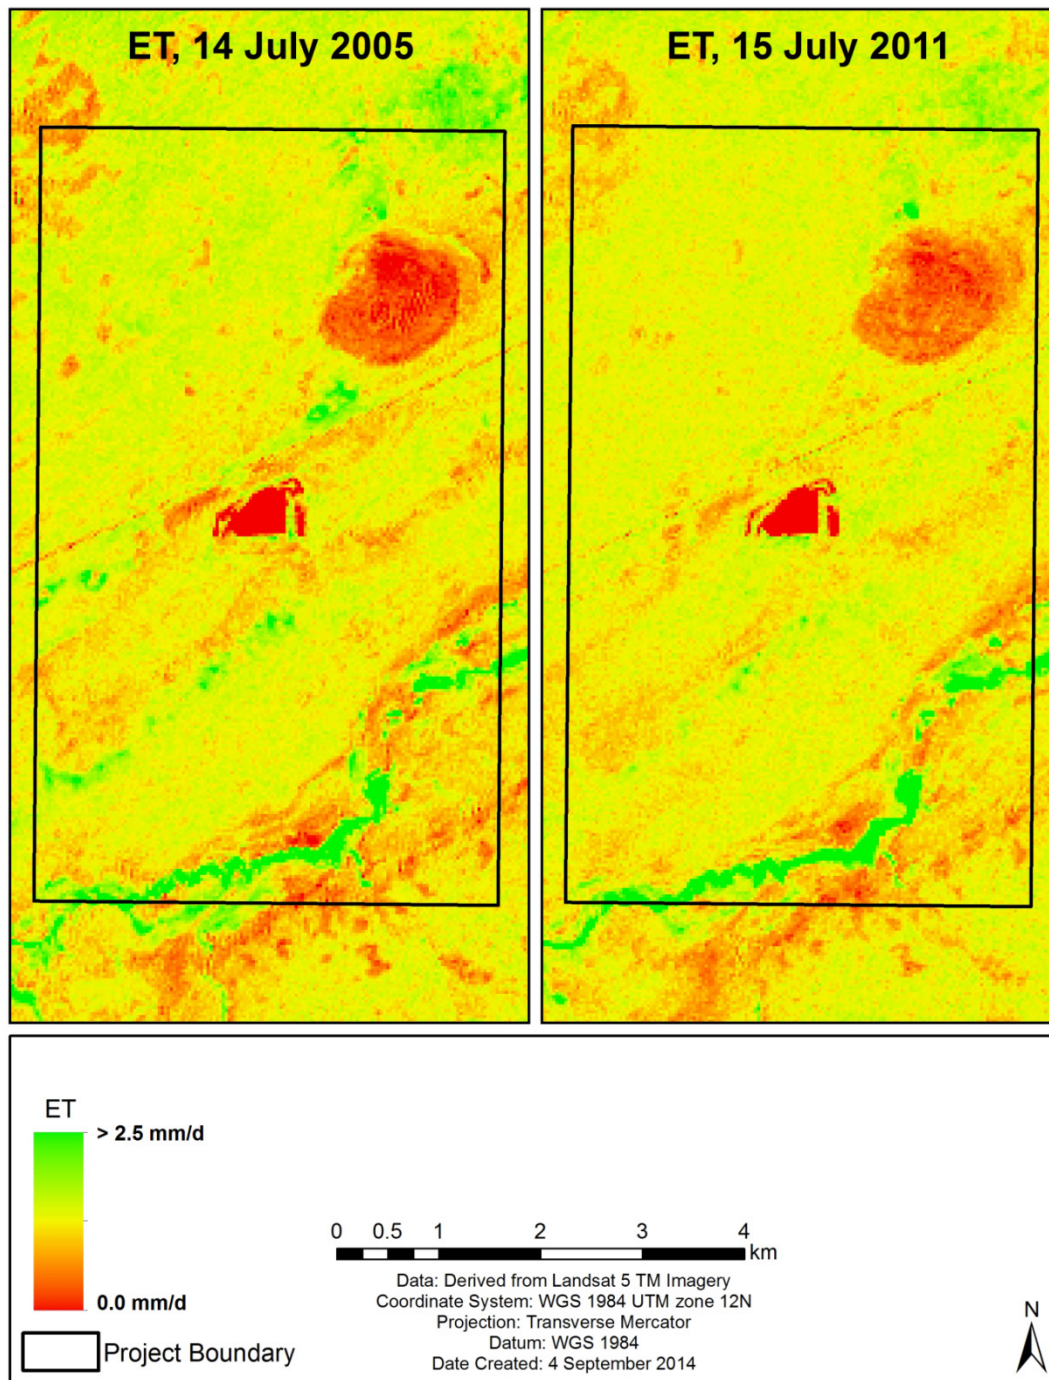 ET, 14 July 2005
ET, 15 July 2011
ET
> 2.5 mm/d
0.0 mm/d
Project Boundary
0 0.5 1 2 3 4
km
Data: Derived from Landsat 5 TM Imagery
Coordinate System: WGS 1984 UTM zone 12N
Projection: Transverse Mercator
Datum: WGS 1984
Date Created: 4 September 2014
N